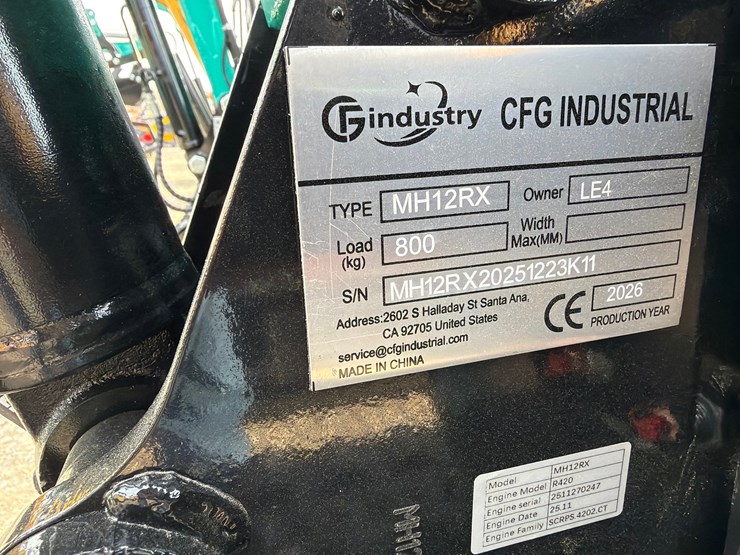 GF industry CFG INDUSTRIAL
TYPE MH12RX Owner LE4
Load (kg) 800 Width Max(MM)
S/N MH12RX20251223K11
Address:2602 S Halladay St Santa Ana,
CA 92705 United States
service@cfgindustrial.com
MADE IN CHINA
CE 2026
PRODUCTION YEAR
Model MH12RX
Engine Model R420
Engine serial 2511270247
Engine Date 25.11
Engine Family SCRPS.4202.CT